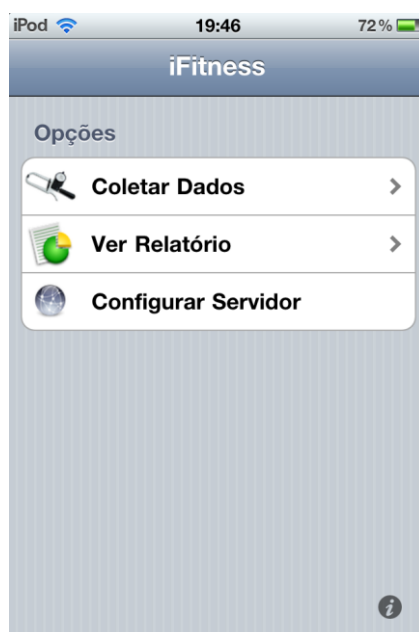 iPod 19:46 72%
iFitness
Opções
Coletar Dados
Ver Relatório
Configurar Servidor
i